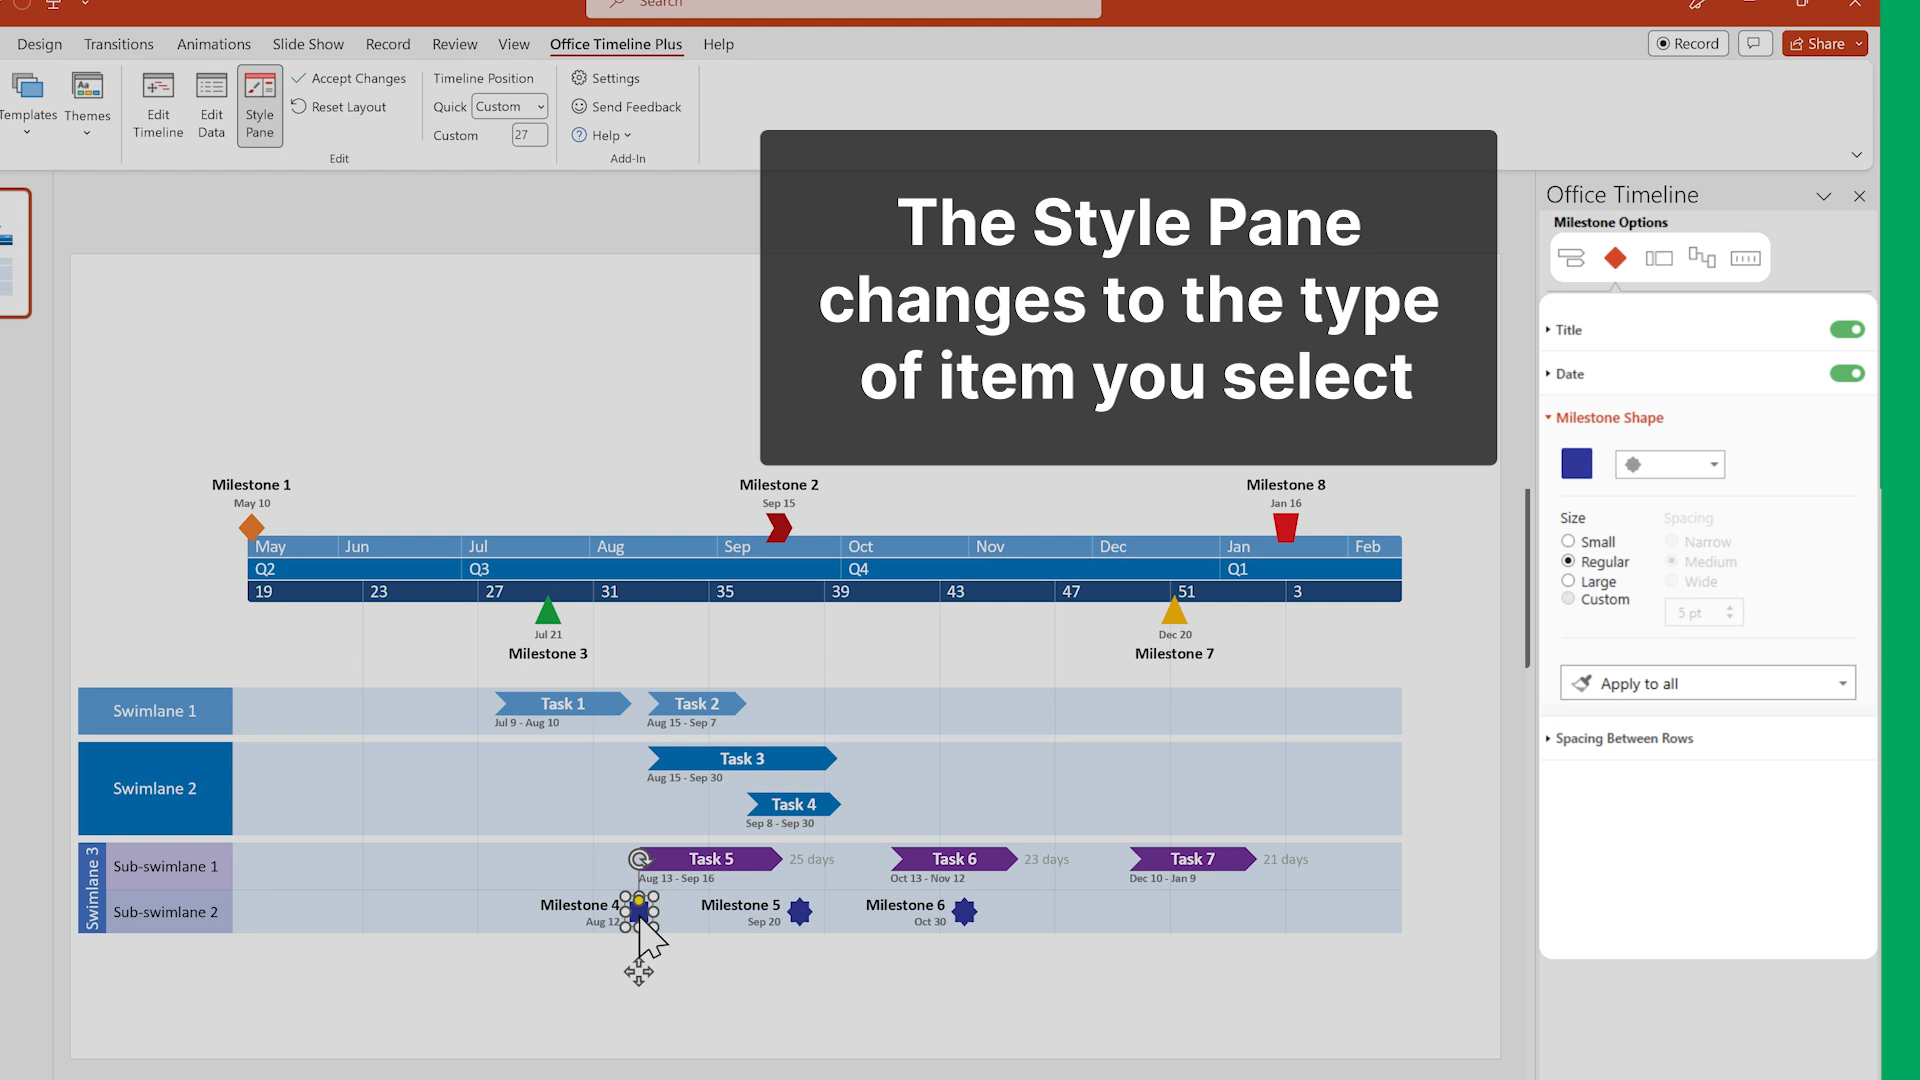 Search
Design Transitions Animations Slide Show Record Review View Office Timeline Plus Help
Record Share
Templates
Themes
Edit Timeline
Edit Data
Style Pane
Accept Changes
Reset Layout
Edit
Timeline Position
Quick Custom
Custom 27
Settings
Send Feedback
Help
Add-In
The Style Pane
changes to the type
of item you select
Office Timeline
Milestone Options
Title
Date
Milestone Shape
Size Spacing
Small Narrow
Regular Medium
Large Wide
Custom
5 pt
Apply to all
Spacing Between Rows
Milestone 1 Milestone 2 Milestone 8
May 10 Sep 15 Jan 16
May Jun Jul Aug Sep Oct Nov Dec Jan Feb
Q2 Q3 Q4 Q1
19 23 27 31 35 39 43 47 51 3
Jul 21 Dec 20
Milestone 3 Milestone 7
Swimlane 1
Task 1 Task 2
Jul 9 - Aug 10 Aug 15 - Sep 7
Swimlane 2
Task 3
Aug 15 - Sep 30
Task 4
Sep 8 - Sep 30
Swimlane 3
Sub-swimlane 1
Task 5 25 days Task 6 23 days Task 7 21 days
Aug 13 - Sep 16 Oct 13 - Nov 12 Dec 10 - Jan 9
Sub-swimlane 2
Milestone 4 Milestone 5 Milestone 6
Aug 12 Sep 20 Oct 30